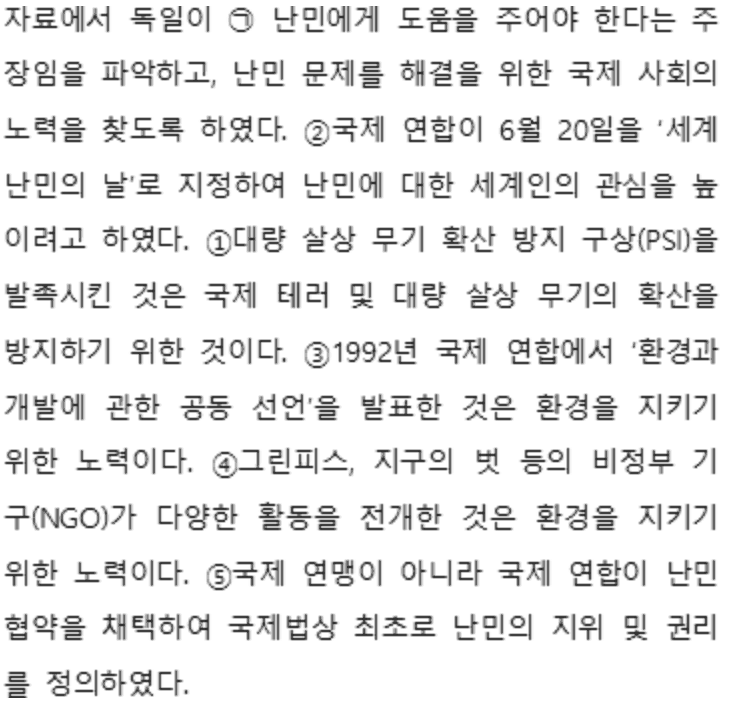 자료에서 독일이 ㉠ 난민에게 도움을 주어야 한다는 주
장임을 파악하고, 난민 문제를 해결을 위한 국제 사회의
노력을 찾도록 하였다. ②국제 연합이 6월 20일을 '세계
난민의 날'로 지정하여 난민에 대한 세계인의 관심을 높
이려고 하였다. ①대량 살상 무기 확산 방지 구상(PSI)을
발족시킨 것은 국제 테러 및 대량 살상 무기의 확산을
방지하기 위한 것이다. ③1992년 국제 연합에서 '환경과
개발에 관한 공동 선언'을 발표한 것은 환경을 지키기
위한 노력이다. ④그린피스, 지구의 벗 등의 비정부 기
구(NGO)가 다양한 활동을 전개한 것은 환경을 지키기
위한 노력이다. ⑤국제 연맹이 아니라 국제 연합이 난민
협약을 채택하여 국제법상 최초로 난민의 지위 및 권리
를 정의하였다.